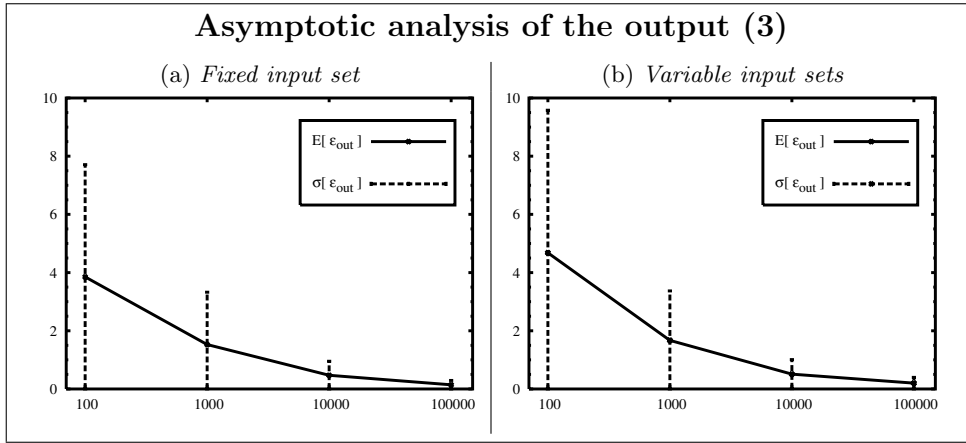 Asymptotic analysis of the output (3)
(a) Fixed input set
10
8
6
4
2
0
E[ εout ]
σ[ εout ]
100 1000 10000 100000
(b) Variable input sets
10
8
6
4
2
0
E[ εout ]
σ[ εout ]
100 1000 10000 100000